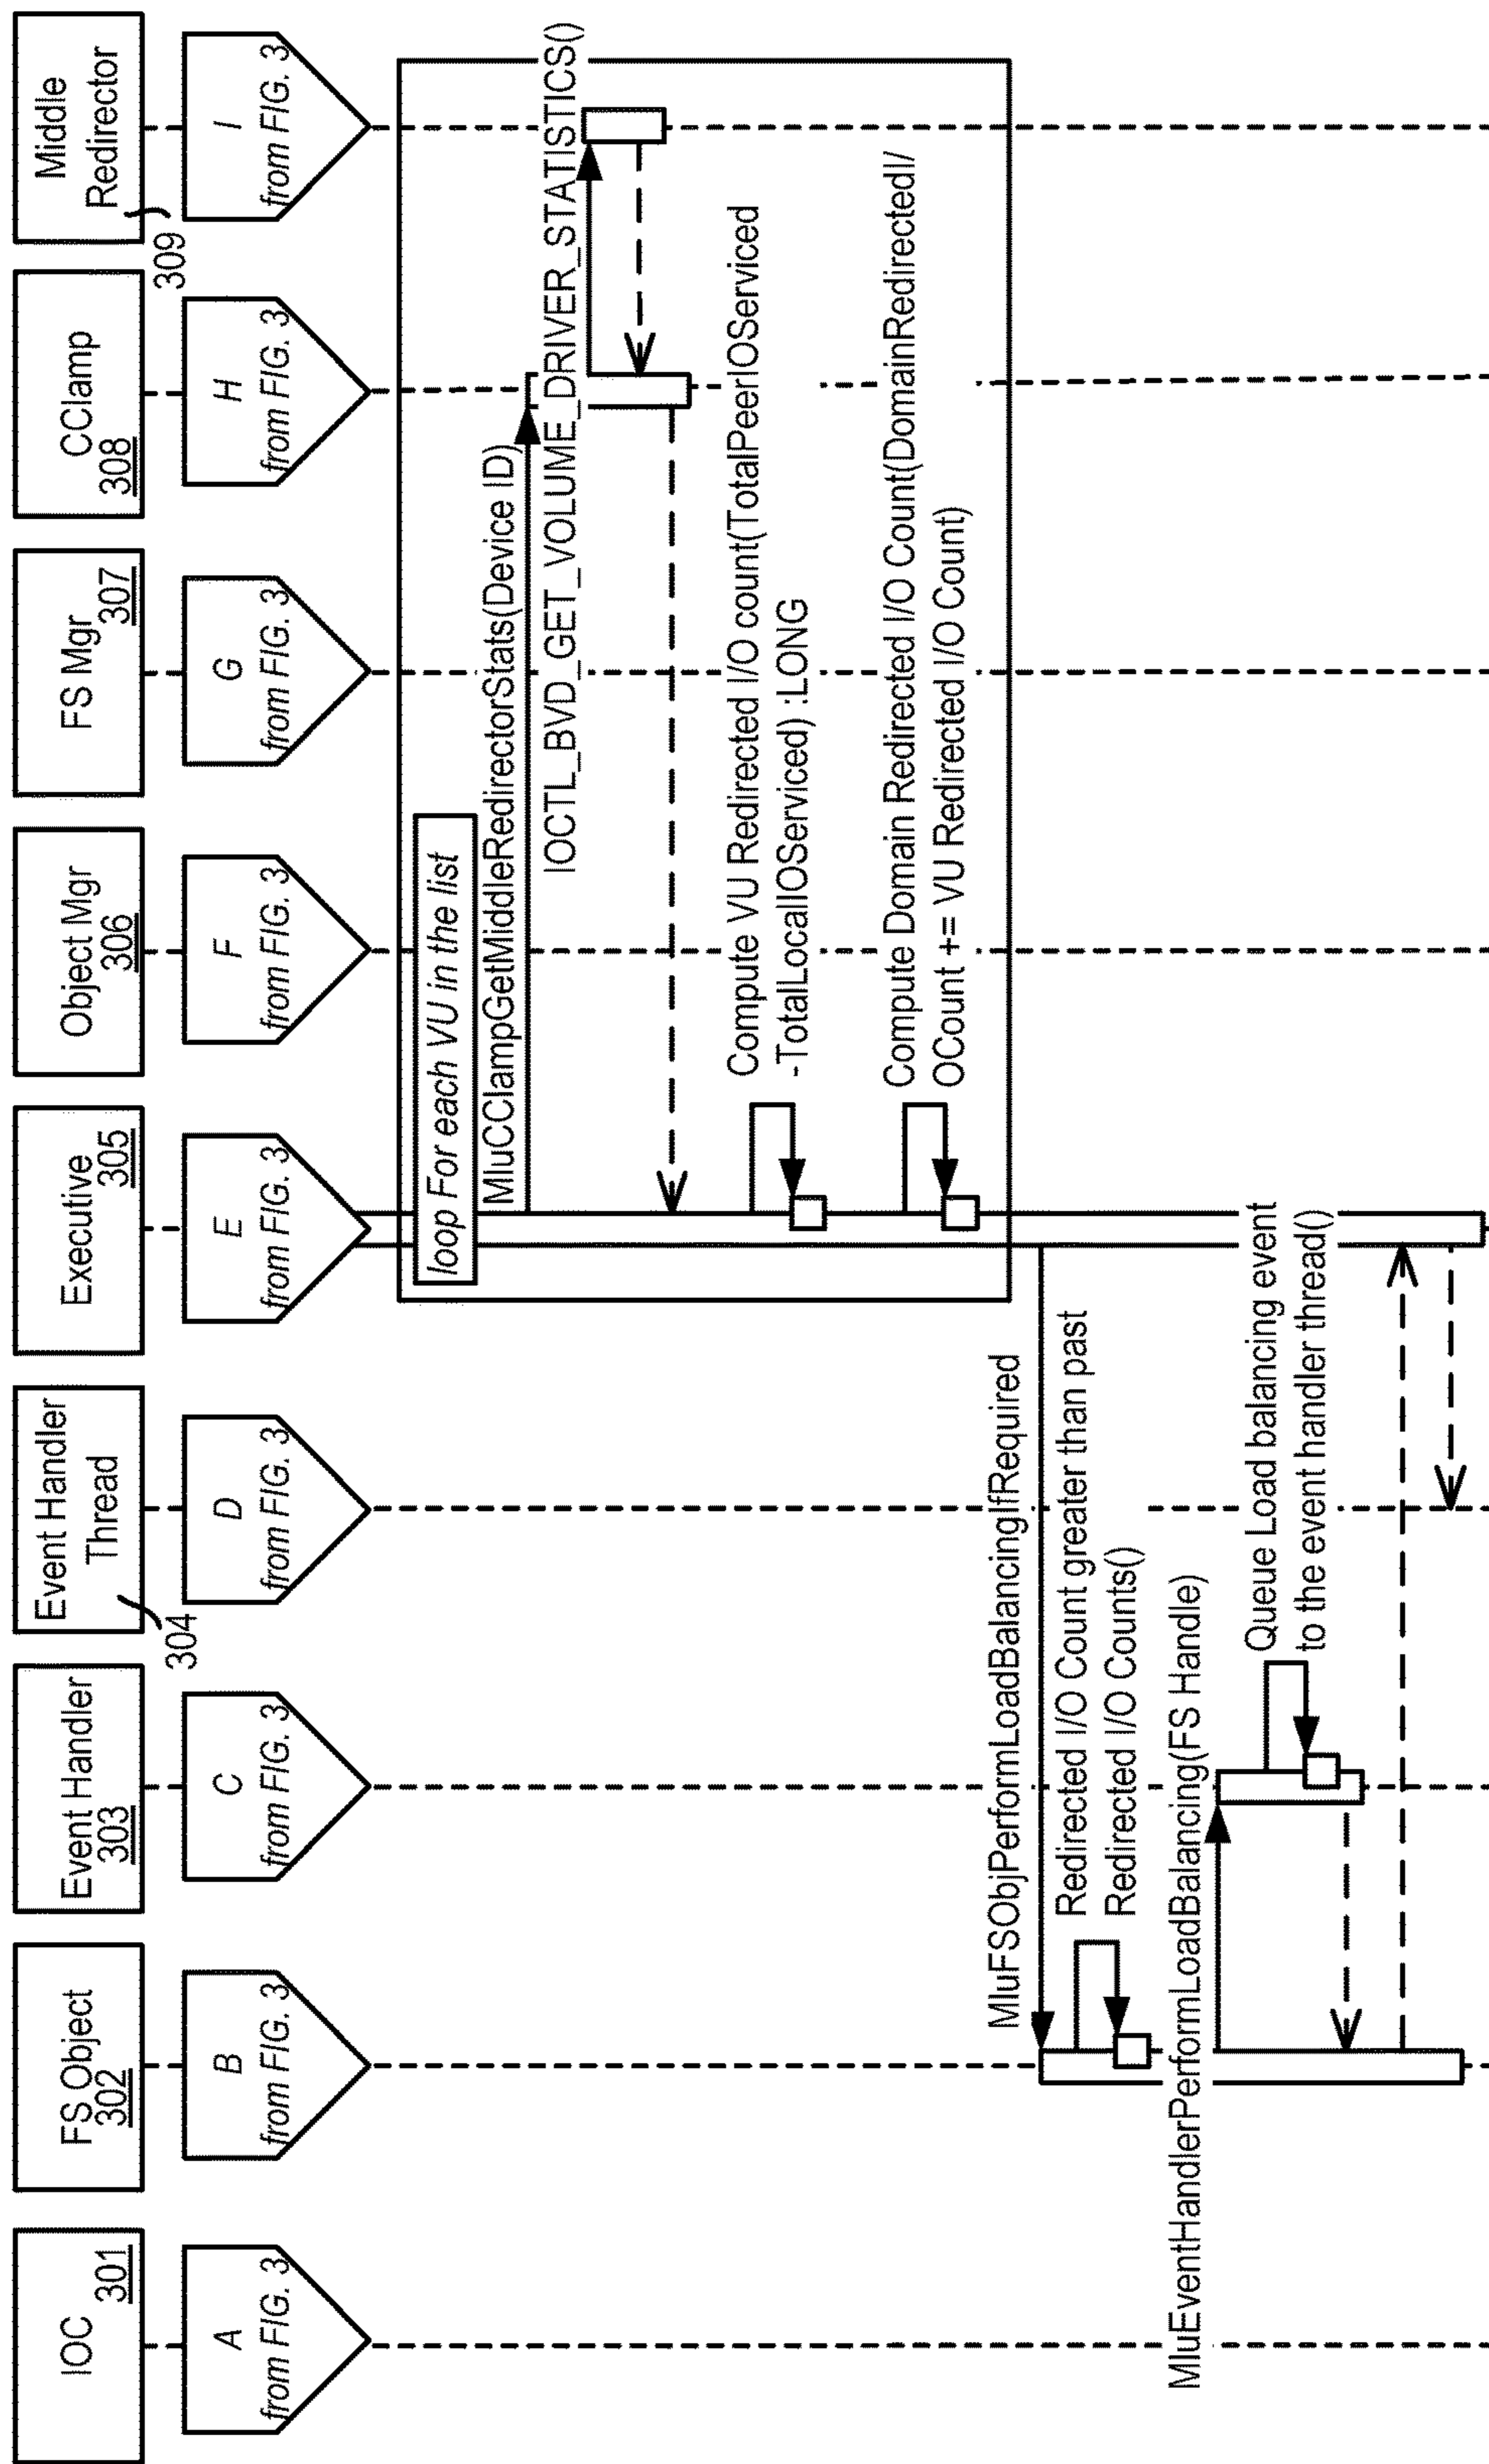 IOC
301
FS Object
302
Event Handler
303
Event Handler
Thread
304
Executive
305
Object Mgr
306
FS Mgr
307
CClamp
308
Middle
Redirector
309
A
from FIG. 3
B
from FIG. 3
C
from FIG. 3
D
from FIG. 3
E
from FIG. 3
F
from FIG. 3
G
from FIG. 3
H
from FIG. 3
I
from FIG. 3
loop For each VU in the list
MluCClampGetMiddleRedirectorStats(Device ID)
IOCTL_BVD_GET_VOLUME_DRIVER_STATISTICS()
Compute VU Redirected I/O count(TotalPeerIOServiced
-TotalLocalIOServiced) :LONG
Compute Domain Redirected I/O Count(DomainRedirectedI/
OCount += VU Redirected I/O Count)
MluFSObjPerformLoadBalancingIfRequired
Redirected I/O Count greater than past
Redirected I/O Counts()
MluEventHandlerPerformLoadBalancing(FS Handle)
Queue Load balancing event
to the event handler thread()